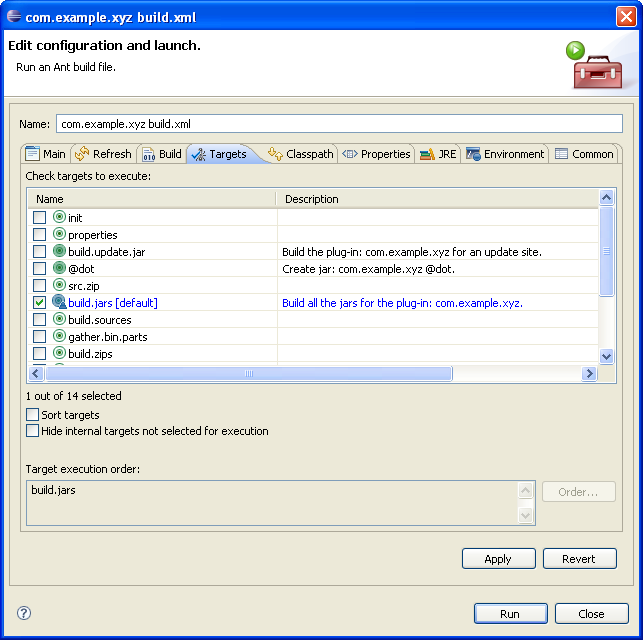 com.example.xyz build.xml
Edit configuration and launch.
Run an Ant build file.
Name: com.example.xyz build.xml
Main Refresh Build Targets Classpath Properties JRE Environment Common
Check targets to execute:
Name Description
init
properties
build.update.jar Build the plug-in: com.example.xyz for an update site.
@dot Create jar: com.example.xyz @dot.
src.zip
build.jars [default] Build all the jars for the plug-in: com.example.xyz.
build.sources
gather.bin.parts
build.zips
1 out of 14 selected
Sort targets
Hide internal targets not selected for execution
Target execution order:
build.jars
Order...
Apply Revert
? Run Close